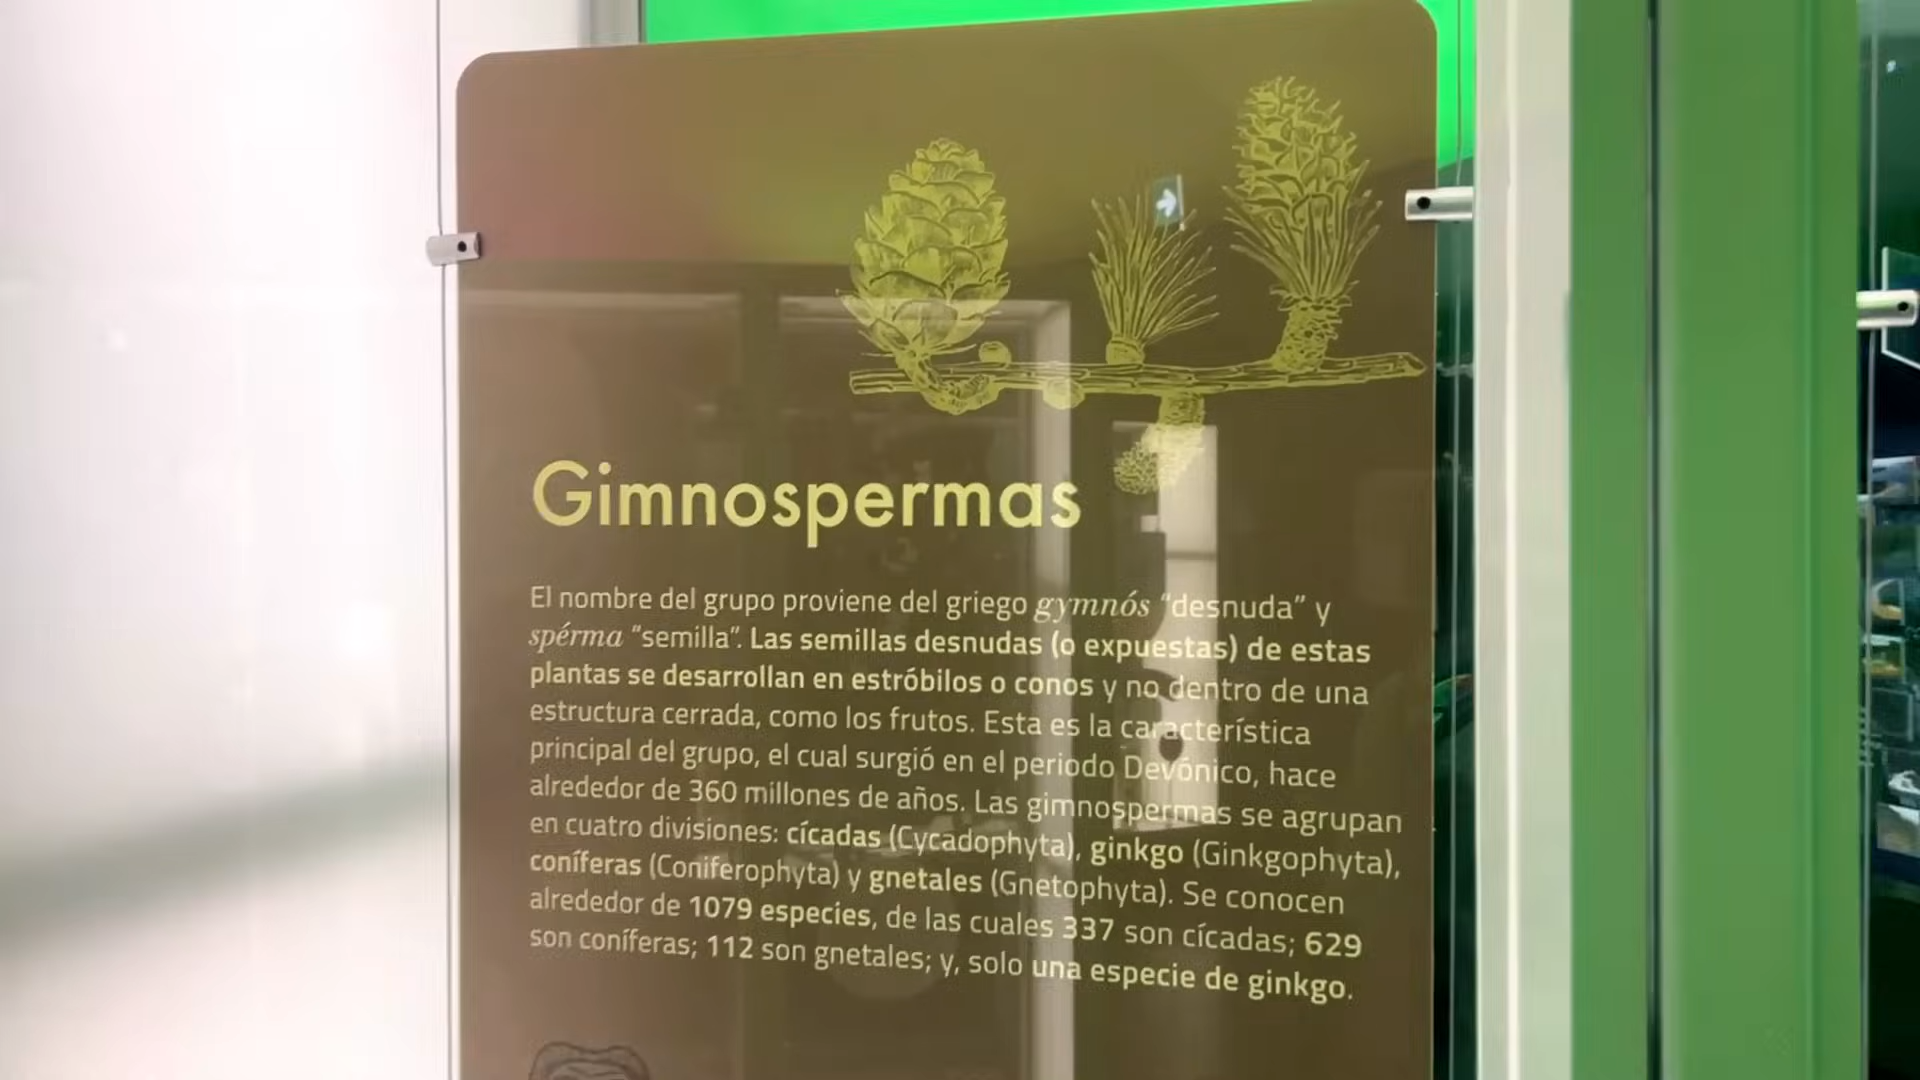 Gimnospermas
El nombre del grupo proviene del griego gymnós "desnuda" y
spérma "semilla". Las semillas desnudas (o expuestas) de estas
plantas se desarrollan en estróbilos o conos y no dentro de una
estructura cerrada, como los frutos. Esta es la característica
principal del grupo, el cual surgió en el periodo Devónico, hace
alrededor de 360 millones de años. Las gimnospermas se agrupan
en cuatro divisiones: cícadas (Cycadophyta), ginkgo (Ginkgophyta),
coníferas (Coniferophyta) y gnetales (Gnetophyta). Se conocen
alrededor de 1079 especies, de las cuales 337 son cícadas; 629
son coníferas; 112 son gnetales; y, solo una especie de ginkgo.